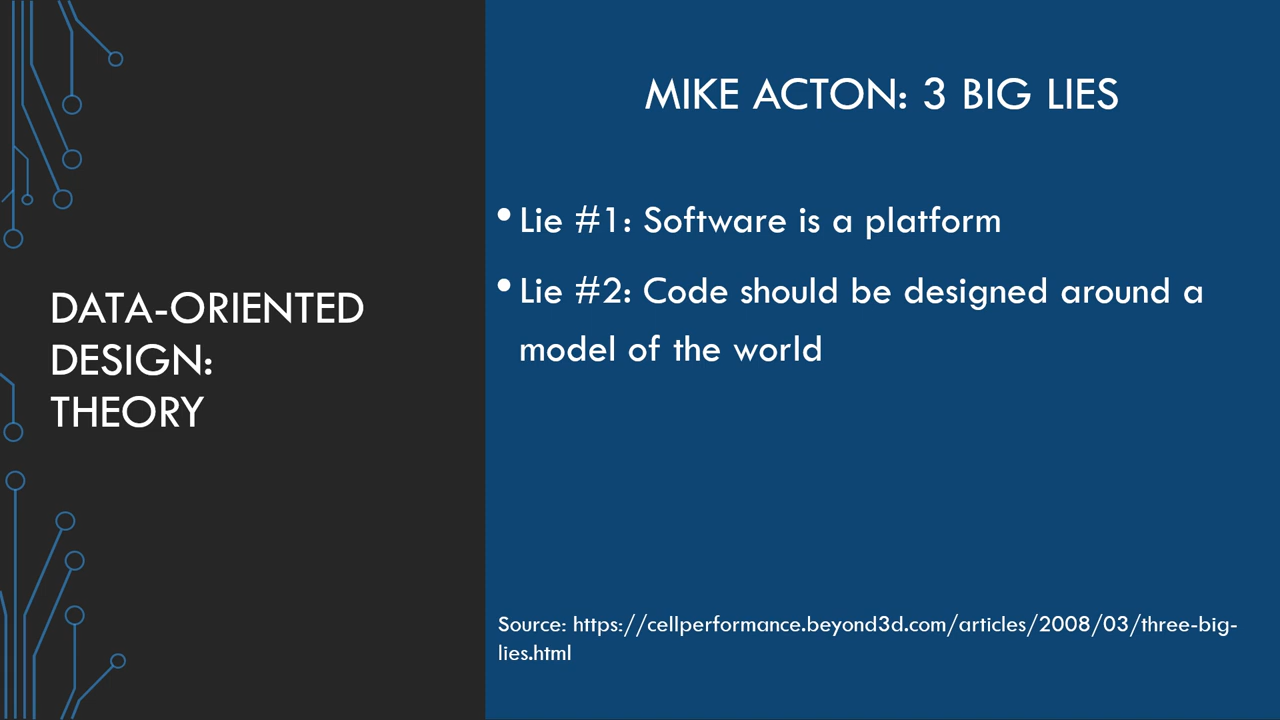 DATA-ORIENTED
DESIGN:
THEORY
MIKE ACTON: 3 BIG LIES
• Lie #1: Software is a platform
• Lie #2: Code should be designed around a
model of the world
Source: https://cellperformance.beyond3d.com/articles/2008/03/three-big-
lies.html